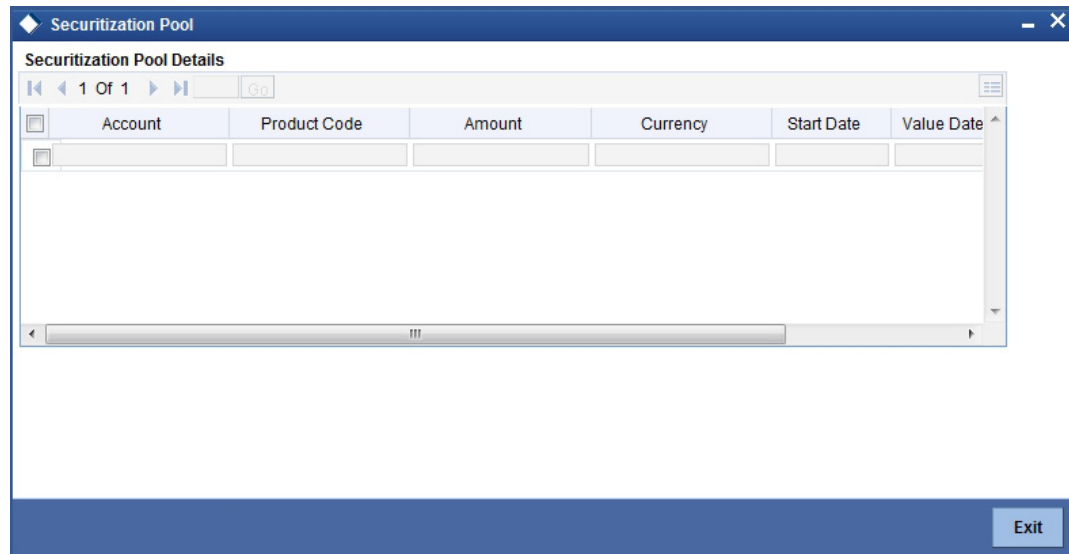 Securitization Pool
Securitization Pool Details
1 Of 1 Go
Account Product Code Amount Currency Start Date Value Date
Exit